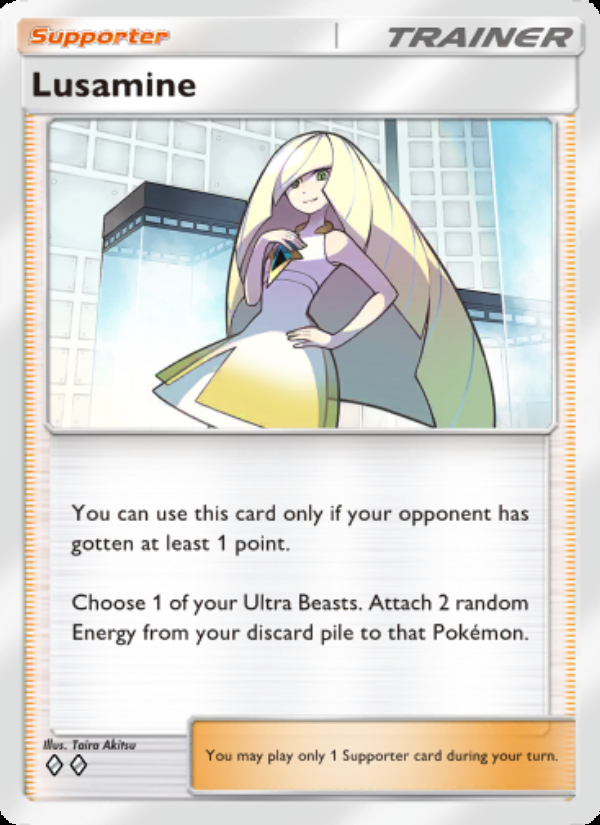 Supporter
TRAINER
Lusamine
You can use this card only if your opponent has
gotten at least 1 point.
Choose 1 of your Ultra Beasts. Attach 2 random
Energy from your discard pile to that Pokémon.
Illus. Taira Akitsu
You may play only 1 Supporter card during your turn.